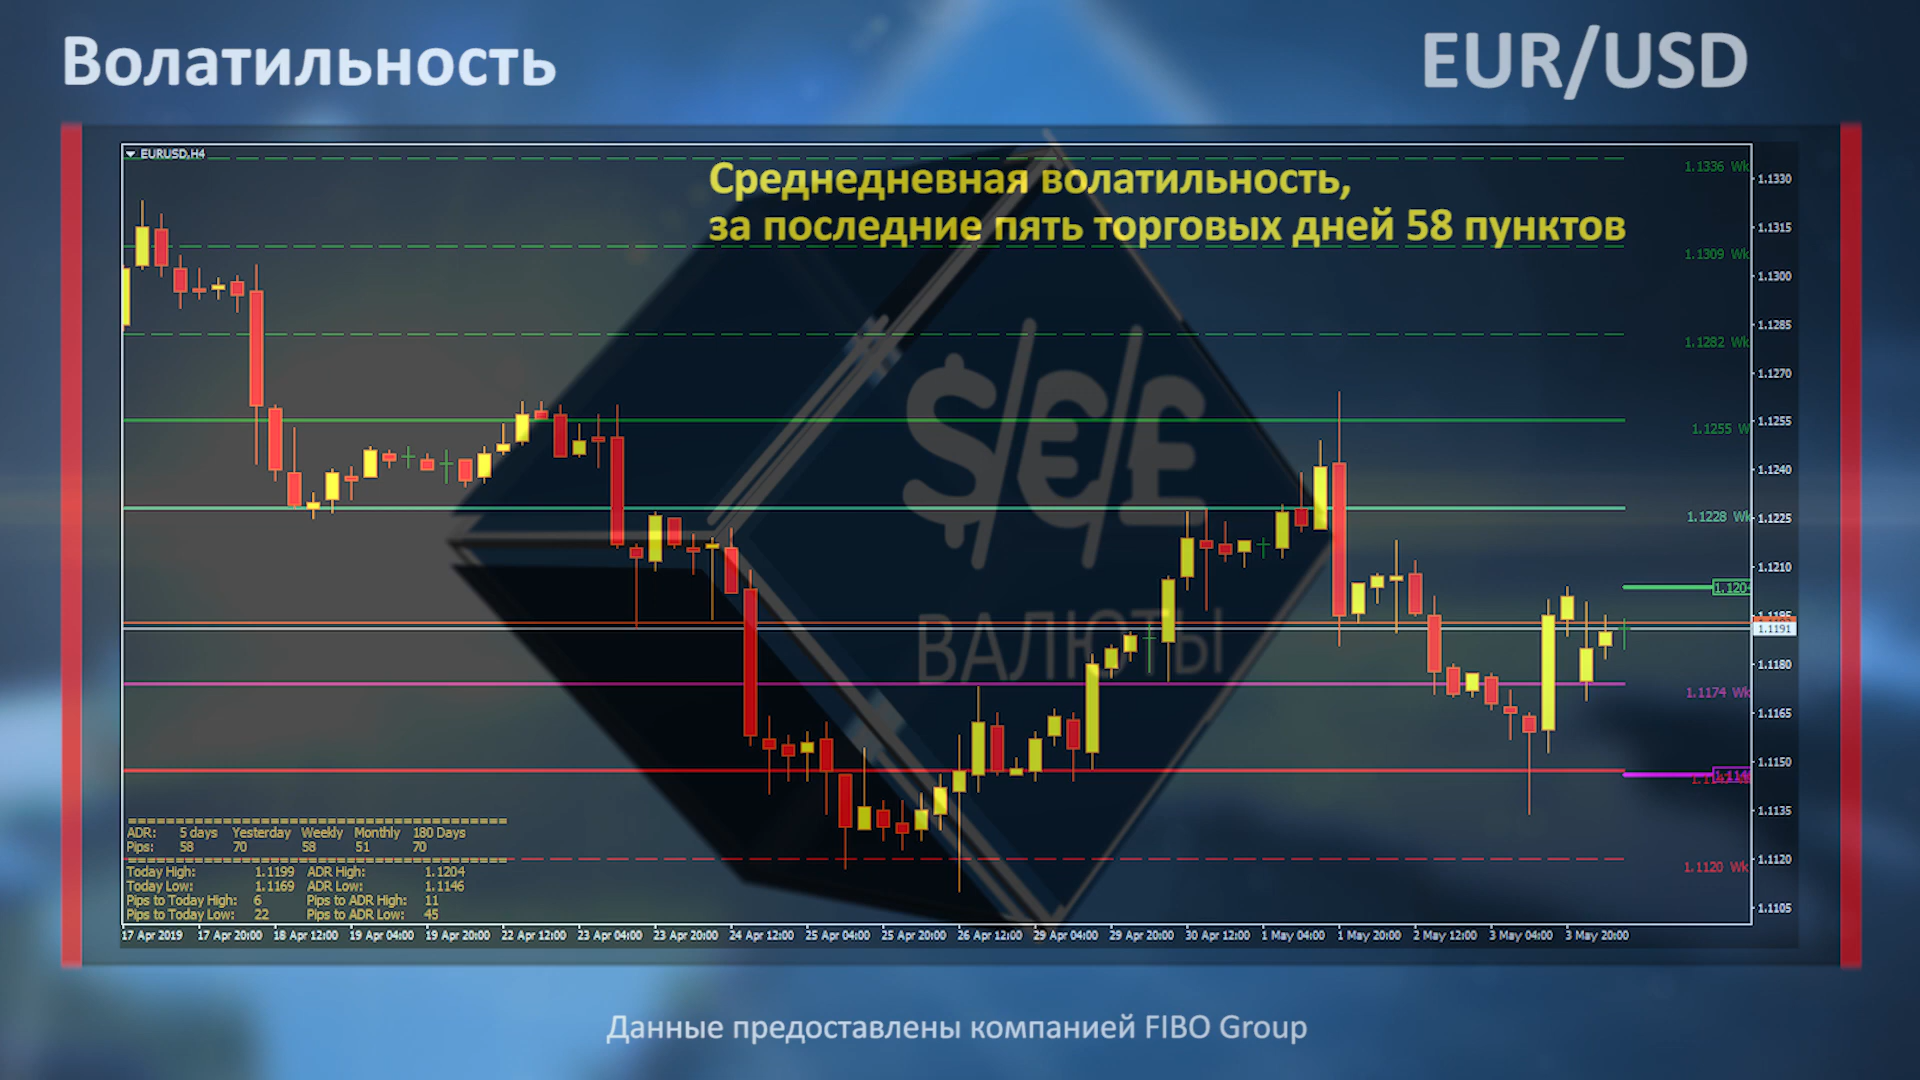 Волатильность
EUR/USD
EURUSD,H4
Среднедневная волатильность,
за последние пять торговых дней 58 пунктов
1.1336 Wk
1.1309 Wk
1.1282 Wk
1.1255 W
1.1228 Wk
1.1204
1.1174 Wk
1.1120 Wk
1.1330
1.1315
1.1300
1.1285
1.1270
1.1255
1.1240
1.1225
1.1210
1.1195
1.1191
1.1180
1.1165
1.1150
1.1135
1.1120
1.1105
$/€/£
ВАЛЮТЫ
ADR: 5 days Yesterday Weekly Monthly 180 Days
Pips: 58 70 58 51 70
Today High: 1.1199 ADR High: 1.1204
Today Low: 1.1169 ADR Low: 1.1146
Pips to Today High: 6 Pips to ADR High: 11
Pips to Today Low: 22 Pips to ADR Low: 45
17 Apr 2019 17 Apr 20:00 18 Apr 12:00 19 Apr 04:00 19 Apr 20:00 22 Apr 12:00 23 Apr 04:00 23 Apr 20:00 24 Apr 12:00 25 Apr 04:00 25 Apr 20:00 26 Apr 12:00 29 Apr 04:00 29 Apr 20:00 30 Apr 12:00 1 May 04:00 1 May 20:00 2 May 12:00 3 May 04:00 3 May 20:00
Данные предоставлены компанией FIBO Group